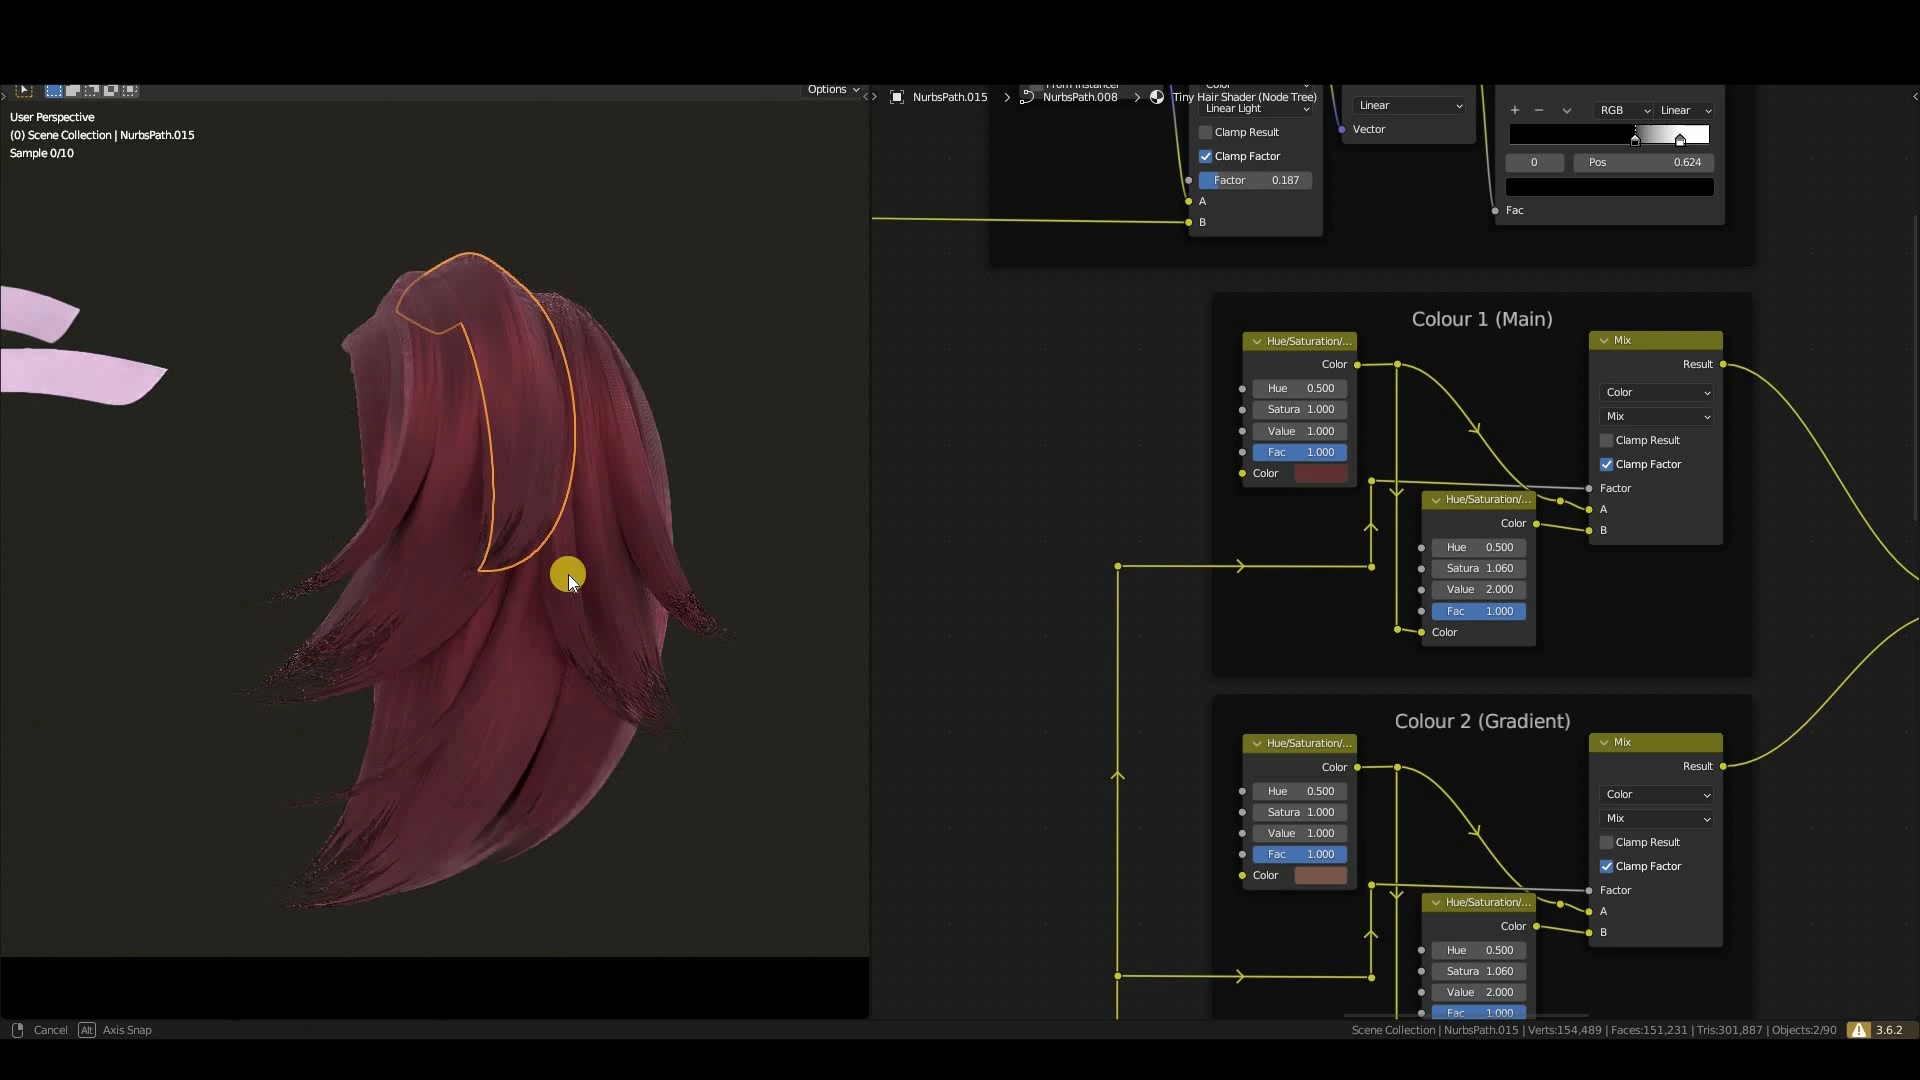 Options
User Perspective
(0) Scene Collection | NurbsPath.015
Sample 0/10
NurbsPath.015
NurbsPath.008
Tiny Hair Shader (Node Tree)
Linear Light
Clamp Result
Clamp Factor
Factor 0.187
A
B
Linear
Vector
RGB Linear
0 Pos 0.624
Fac
Colour 1 (Main)
Hue/Saturation/...
Color
Hue 0.500
Satura 1.000
Value 1.000
Fac 1.000
Color
Hue/Saturation/...
Color
Hue 0.500
Satura 1.060
Value 2.000
Fac 1.000
Color
Mix
Result
Color
Mix
Clamp Result
Clamp Factor
Factor
A
B
Colour 2 (Gradient)
Hue/Saturation/...
Color
Hue 0.500
Satura 1.000
Value 1.000
Fac 1.000
Color
Hue/Saturation/...
Color
Hue 0.500
Satura 1.060
Value 2.000
Fac 1.000
Mix
Result
Color
Mix
Clamp Result
Clamp Factor
Factor
A
B
Cancel Alt Axis Snap
Scene Collection | NurbsPath.015 | Verts:154,489 | Faces:151,231 | Tris:301,887 | Objects:2/90 3.6.2